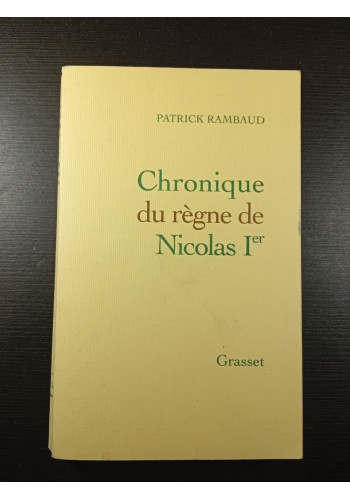 PATRICK RAMBAUD
Chronique
du règne de
Nicolas Ier
Grasset